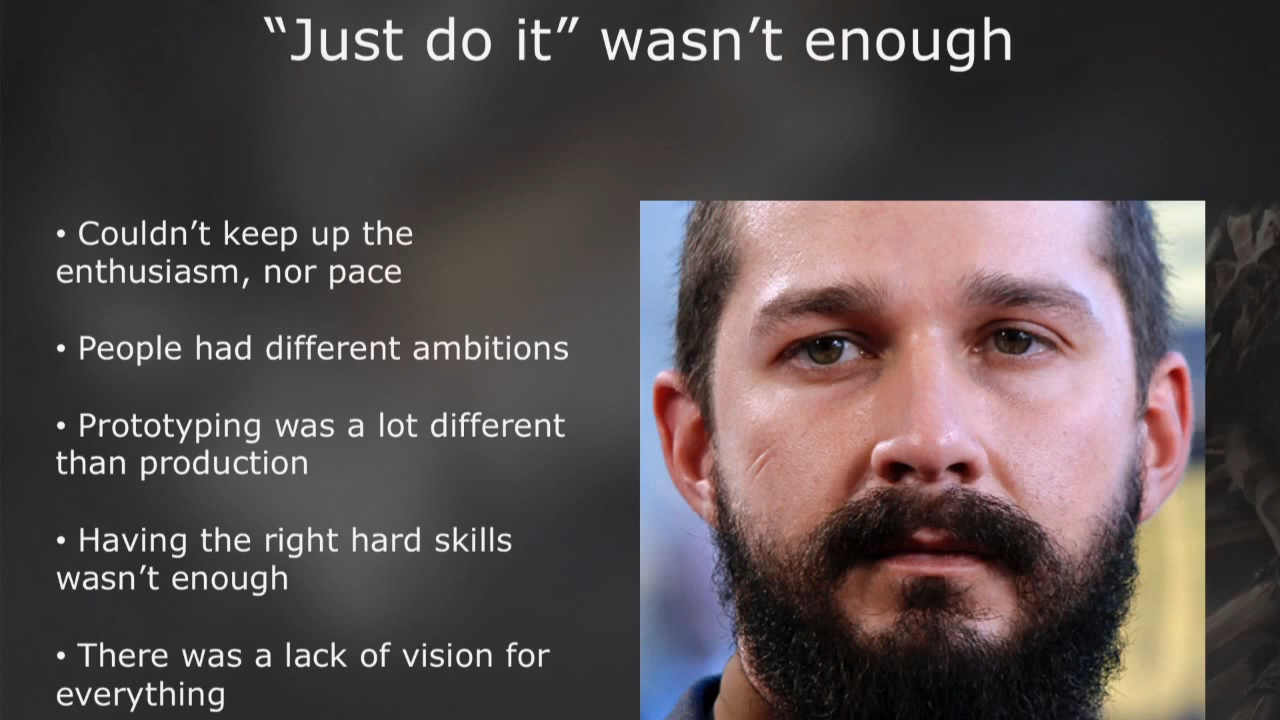 “Just do it” wasn’t enough
• Couldn’t keep up the
enthusiasm, nor pace
• People had different ambitions
• Prototyping was a lot different
than production
• Having the right hard skills
wasn’t enough
• There was a lack of vision for
everything